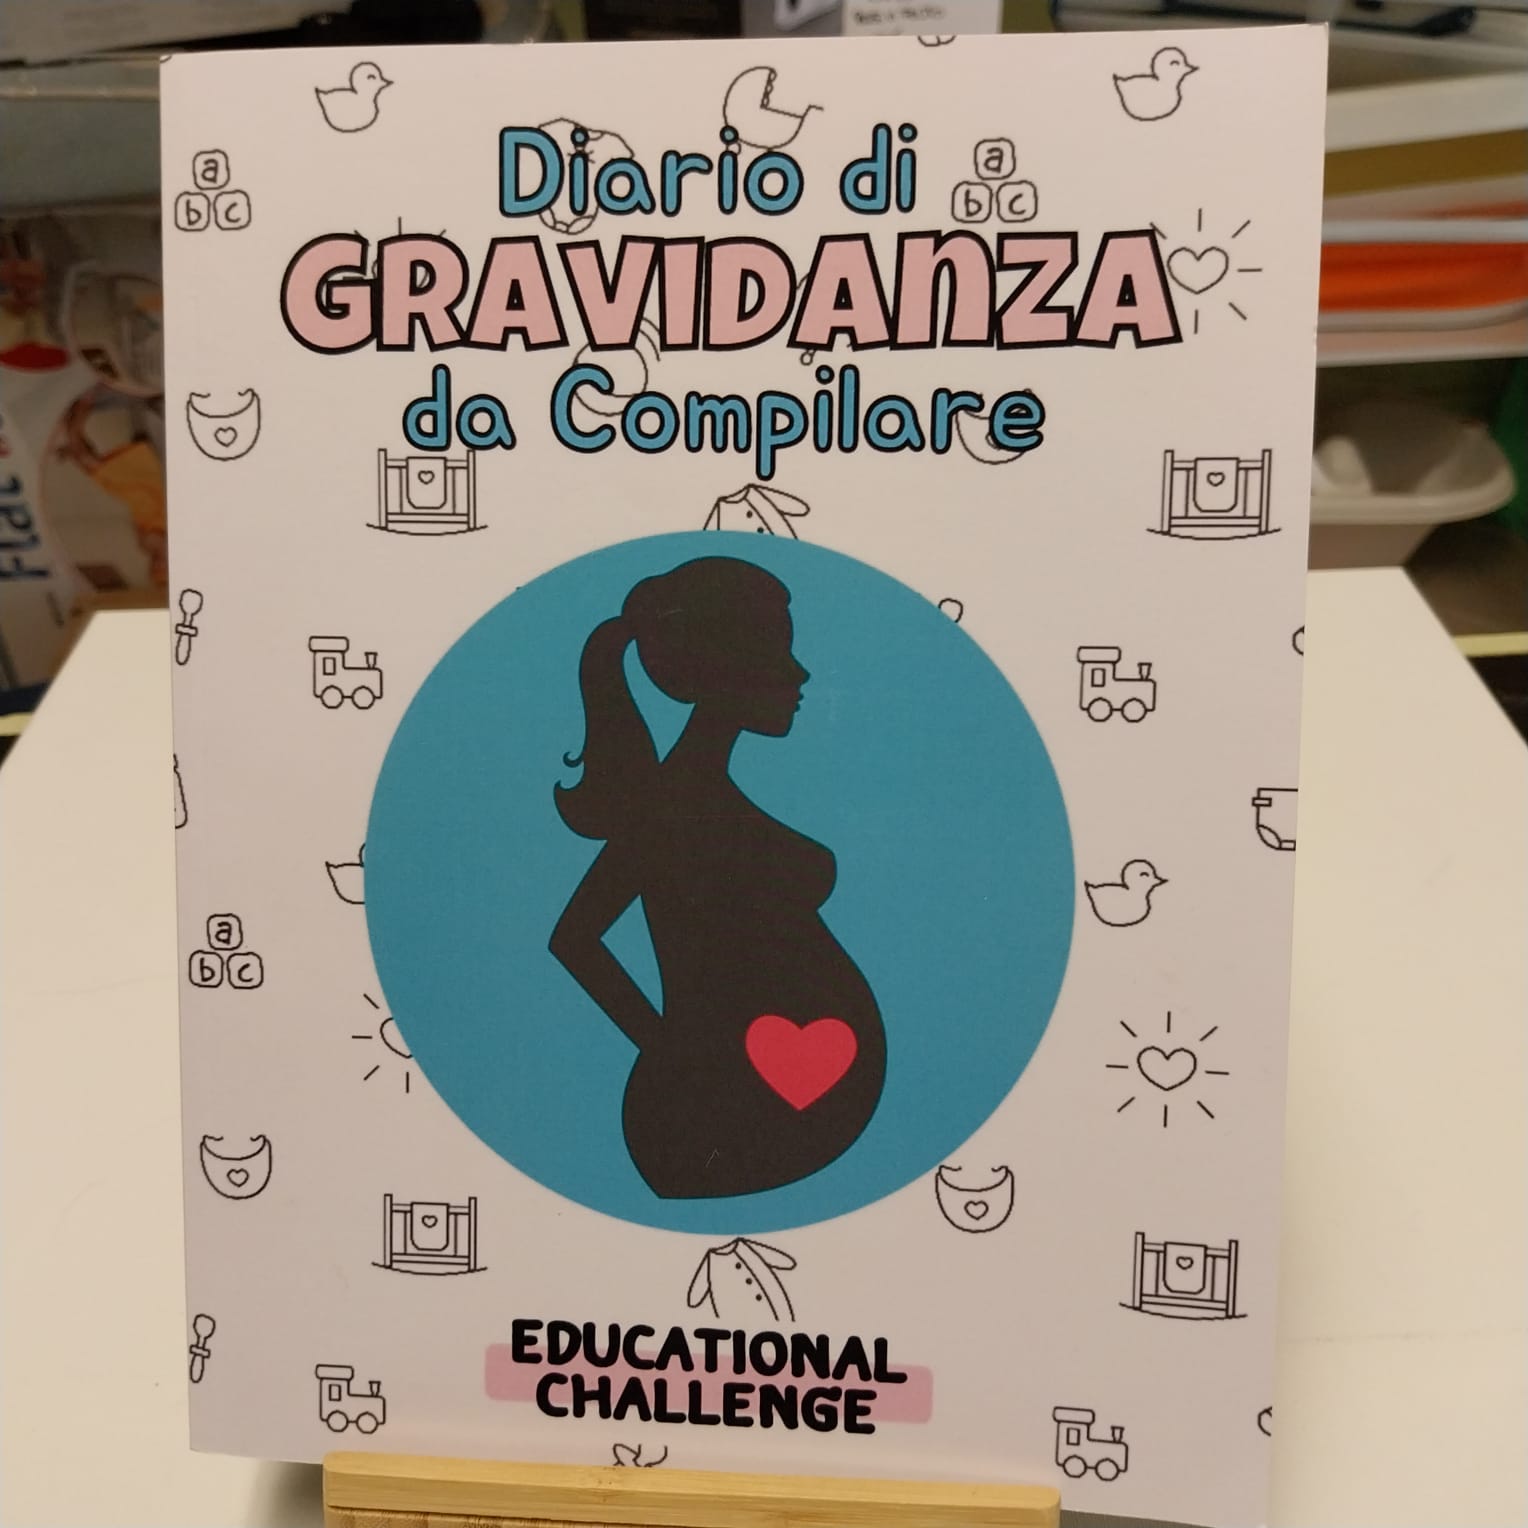 Diario di
GRAVIDANZA
da Compilare
EDUCATIONAL
CHALLENGE
a
b c
a
b c
a
b c